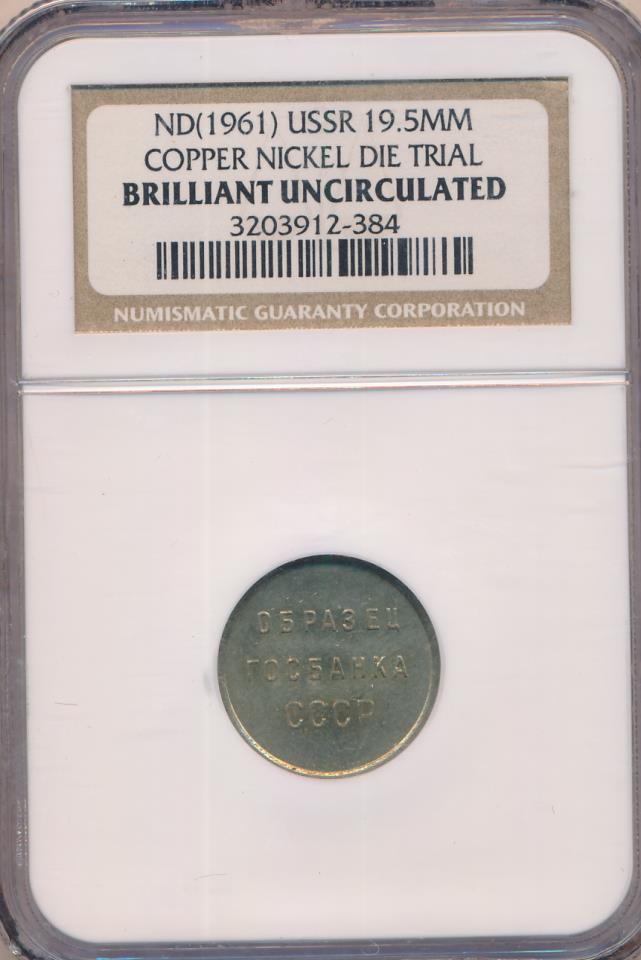 ND(1961) USSR 19.5MM
COPPER NICKEL DIE TRIAL
BRILLIANT UNCIRCULATED
3203912-384
NUMISMATIC GUARANTY CORPORATION
ОБРАЗЕЦ
ГОСБАНКА
СССР